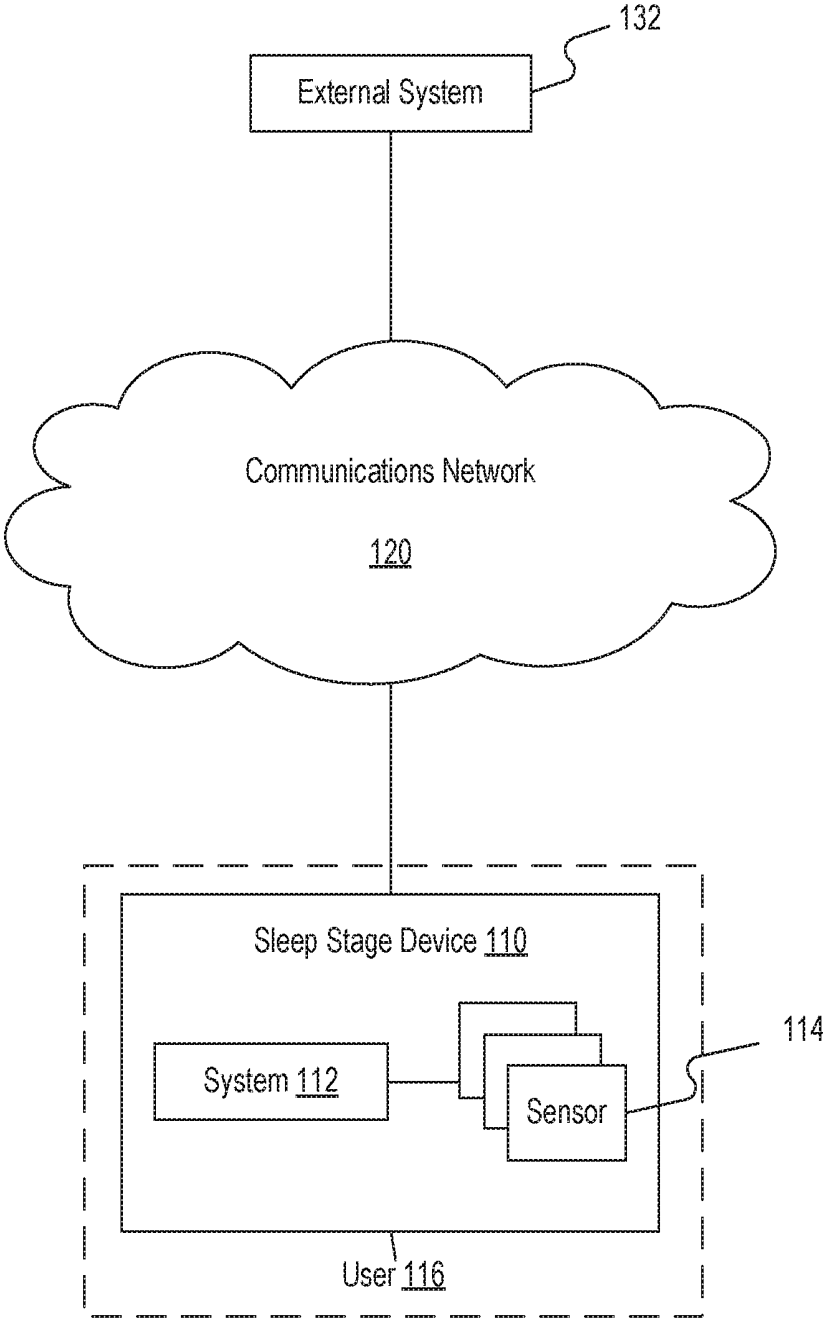 132
External System
Communications Network
120
Sleep Stage Device 110
114
System 112
Sensor
User 116